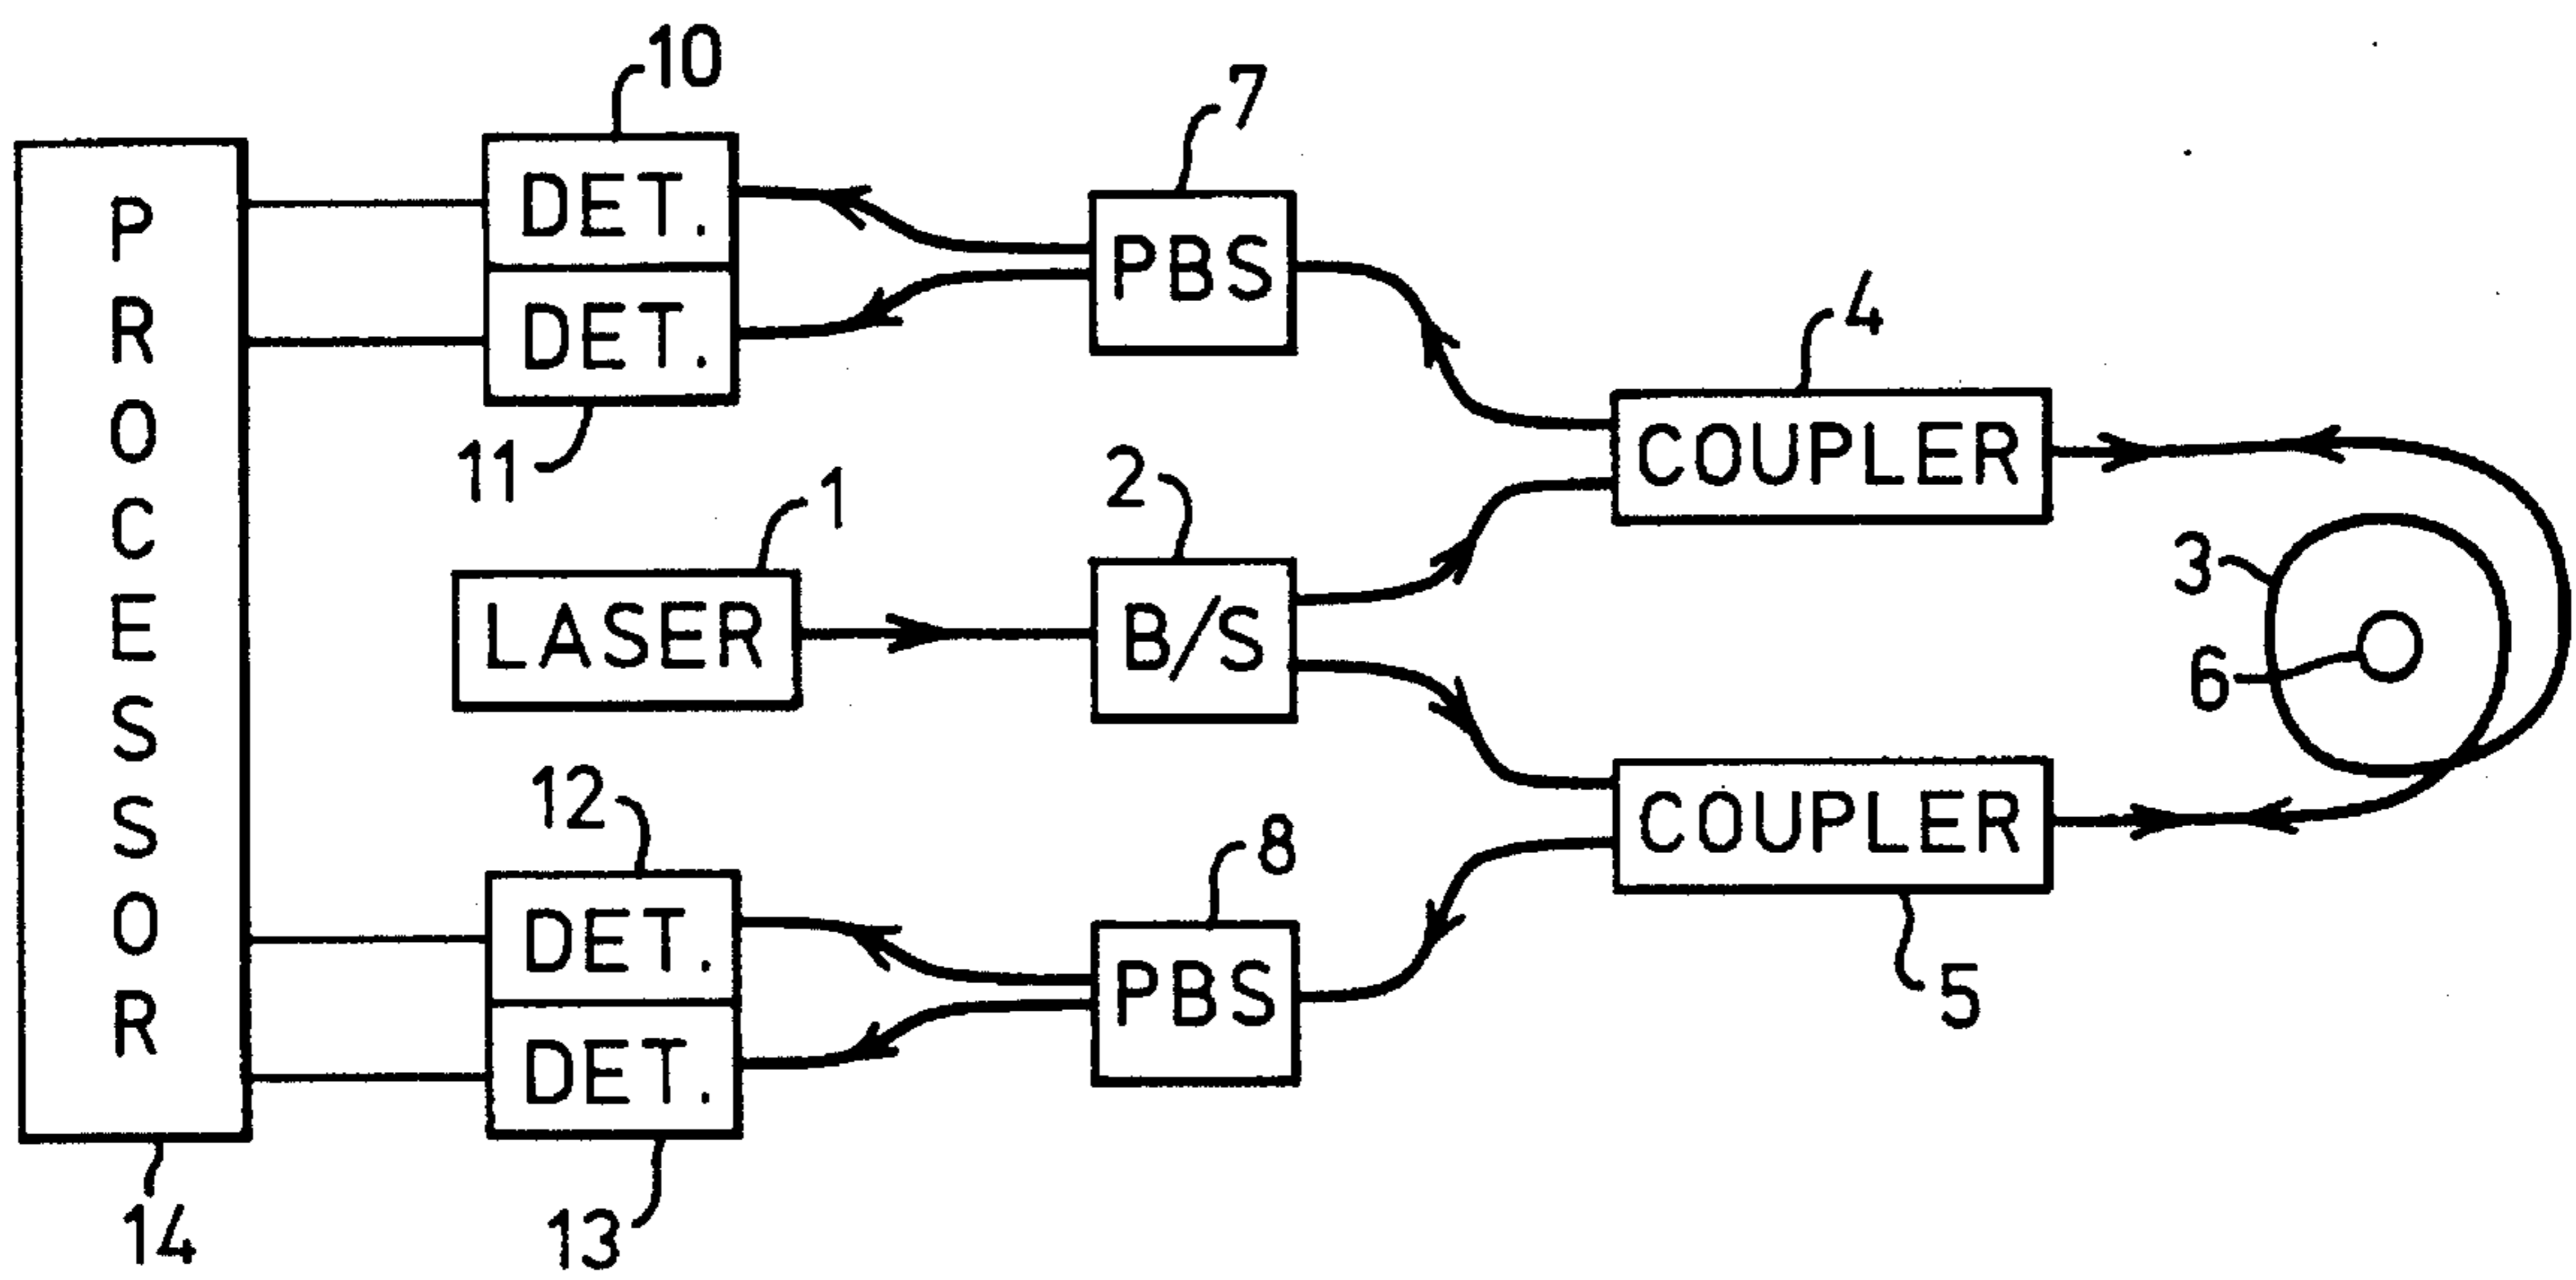 10
7
DET.
PBS
DET.
4
11
COUPLER
1
2
3
LASER
B/S
6
PROCESSOR
12
COUPLER
8
DET.
PBS
5
DET.
13
14